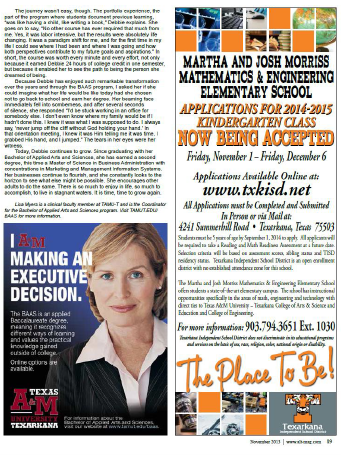 The journey wasn't easy, though. The portfolio experience, the
part of the program where students document previous learning,
"was like having a child, like writing a book," Debbie explains. She
goes on to say, "No other course has ever required that much from
me. Yes, it was labor intensive, but the results were absolutely life
changing. It was a paradigm shift for me, and for the first time in my
life I could see where I had been and where I was going and how
both perspectives contribute to my future goals and aspirations." In
short, the course was worth every minute and every effort, not only
because it earned Debbie 24 hours of college credit in one semester,
but because it enabled her to see the path to being the person she
dreamed of being.
Because Debbie has enjoyed such remarkable transformation
over the years and through the BAAS program, I asked her if she
could imagine what her life would be like today had she chosen
not to go back to school and earn her degree. Her beaming face
immediately fell into somberness, and after several seconds
of silence, she responded, "I'd be stuck working to build
somebody else. I don't even know where my family would be if I
hadn't done this. I knew it was what I was supposed to do. I always
say, 'never jump off the cliff without God holding your hand.' In
that orientation meeting, I knew it was Him telling me it was time. I
grabbed His hand, and I jumped." The tears in her eyes were her
witness.
Today, Debbie continues to grow. Since graduating with her
Bachelor of Applied Arts and Sciences, she has earned a second
degree, this time a Master of Science in Business Administration with
concentrations in Marketing and Management Information Systems.
Her businesses continue to flourish, and she constantly looks to the
horizon to see what else might be possible. She encourages other
adults to do the same. There is so much to enjoy in life, so much to
accomplish, to live in stagnant waters. It is time, time to grow again.
Lisa Myers is a clinical faculty member at TAMU-T and is the Coordinator
for the Bachelor of Applied Arts and Sciences program. Visit TAMUT.EDU/
BAAS for more information.
I Am
MAKING AN
EXECUTIVE
DECISION.
The BAAS is an applied
Baccalaureate degree,
meaning it recognizes
different ways of learning
and values the practical
knowledge gained
outside of college.
Online options are
available.
TEXAS
A&M
UNIVERSITY
TEXARKANA
For information about the
Bachelor of Applied Arts and Sciences,
visit our website at www.tamut.edu/baas.
MARTHA AND JOSH MORRISS
MATHEMATICS & ENGINEERING
ELEMENTARY SCHOOL
APPLICATIONS FOR 2014-2015
KINDERGARTEN CLASS
NOW BEING ACCEPTED
Friday, November 1 – Friday, December 6
Applications Available Online at:
www.txkisd.net
All Applications must be Completed and Submitted
In Person or via Mail at:
4241 Summerhill Road • Texarkana, Texas 75503
Students must be 5 years of age by September 1, 2014 to apply. All applicants will
be required to take a Reading and Math Readiness Assessment at a future date.
Selection criteria will be based on assessment scores, sibling status and TISD
residency status. Texarkana Independent School District is an open enrollment
district with no established attendance zone for this school.
The Martha and Josh Morriss Mathematics & Engineering Elementary School
offers students a state-of-the-art elementary campus. The school has instructional
opportunities specifically in the areas of math, engineering and technology with
direct ties to Texas A&M University – Texarkana College of Arts & Science and
Education and College of Engineering.
For more information: 903.794.3651 Ext. 1030
Texarkana Independent School District does not discriminate in its educational programs
and services on the basis of sex, race, religion, color, national origin or disability.
The Place To Be!
Texarkana
Independent School District
November 2013 | www.alt-mag.com 89